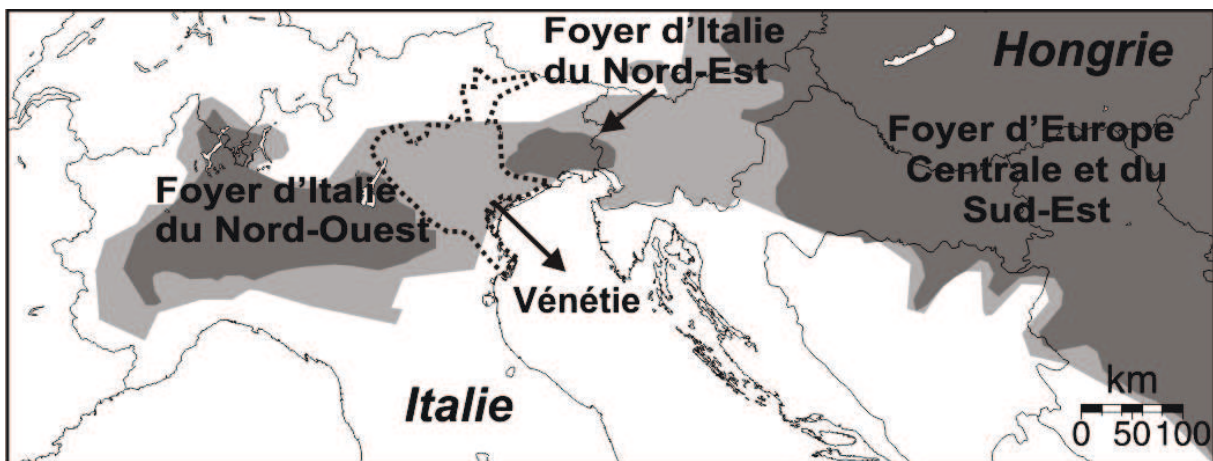 Foyer d'Italie
du Nord-Est
Hongrie
Foyer d'Europe
Centrale et du
Sud-Est
Foyer d'Italie
du Nord-Ouest
Vénétie
Italie
km
0 50 100